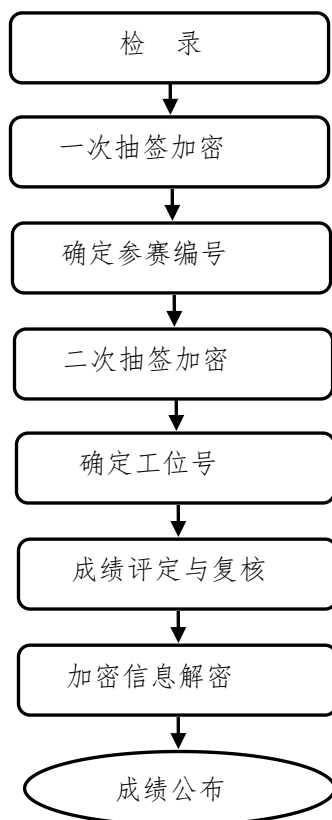 检 录
一次抽签加密
确定参赛编号
二次抽签加密
确定工位号
成绩评定与复核
加密信息解密
成绩公布